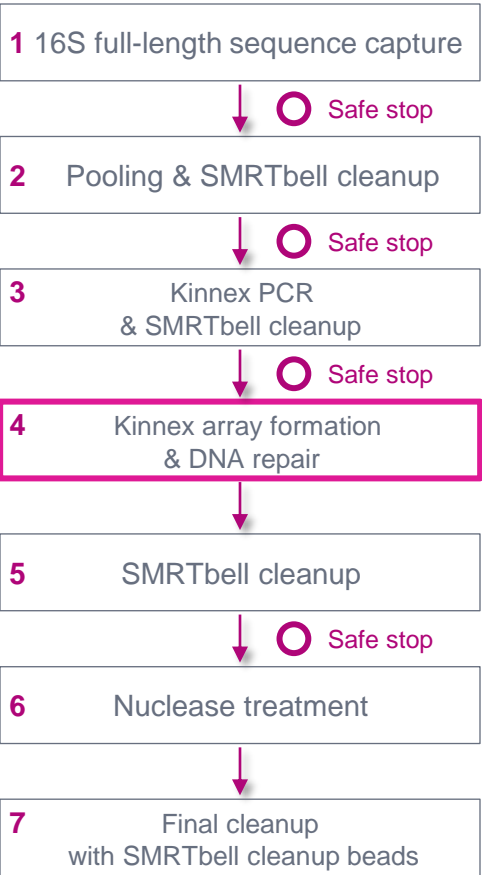 1 16S full-length sequence capture
Safe stop
2 Pooling & SMRTbell cleanup
Safe stop
3 Kinnex PCR
& SMRTbell cleanup
Safe stop
4 Kinnex array formation
& DNA repair
5 SMRTbell cleanup
Safe stop
6 Nuclease treatment
7 Final cleanup
with SMRTbell cleanup beads